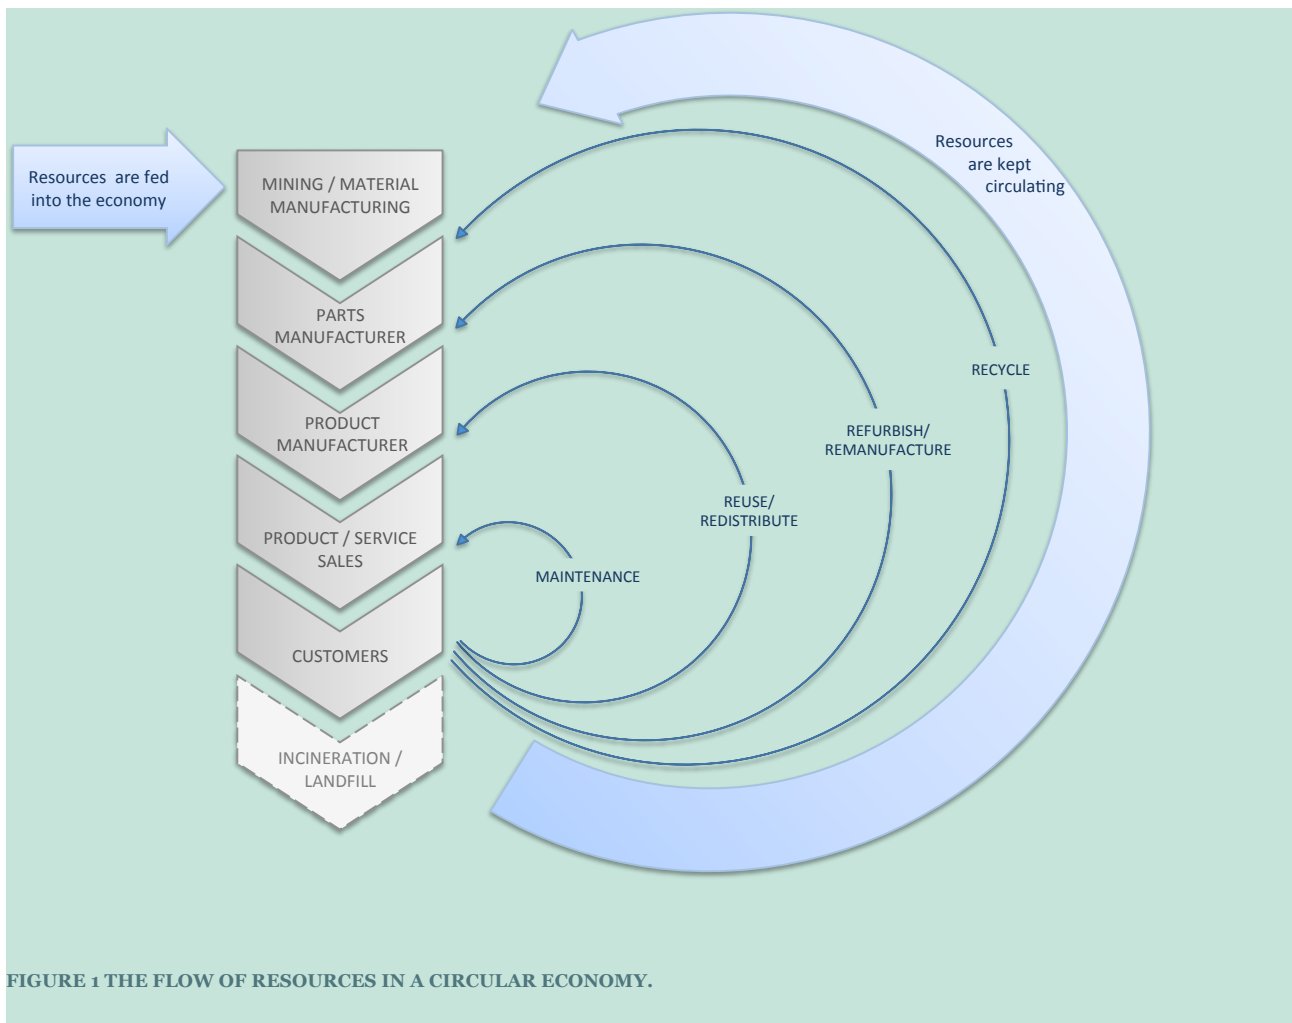 Resources are fed
into the economy
MINING / MATERIAL
MANUFACTURING
PARTS
MANUFACTURER
PRODUCT
MANUFACTURER
PRODUCT / SERVICE
SALES
CUSTOMERS
INCINERATION /
LANDFILL
MAINTENANCE
REUSE/
REDISTRIBUTE
REFURBISH/
REMANUFACTURE
RECYCLE
Resources
are kept
circulating
FIGURE 1 THE FLOW OF RESOURCES IN A CIRCULAR ECONOMY.